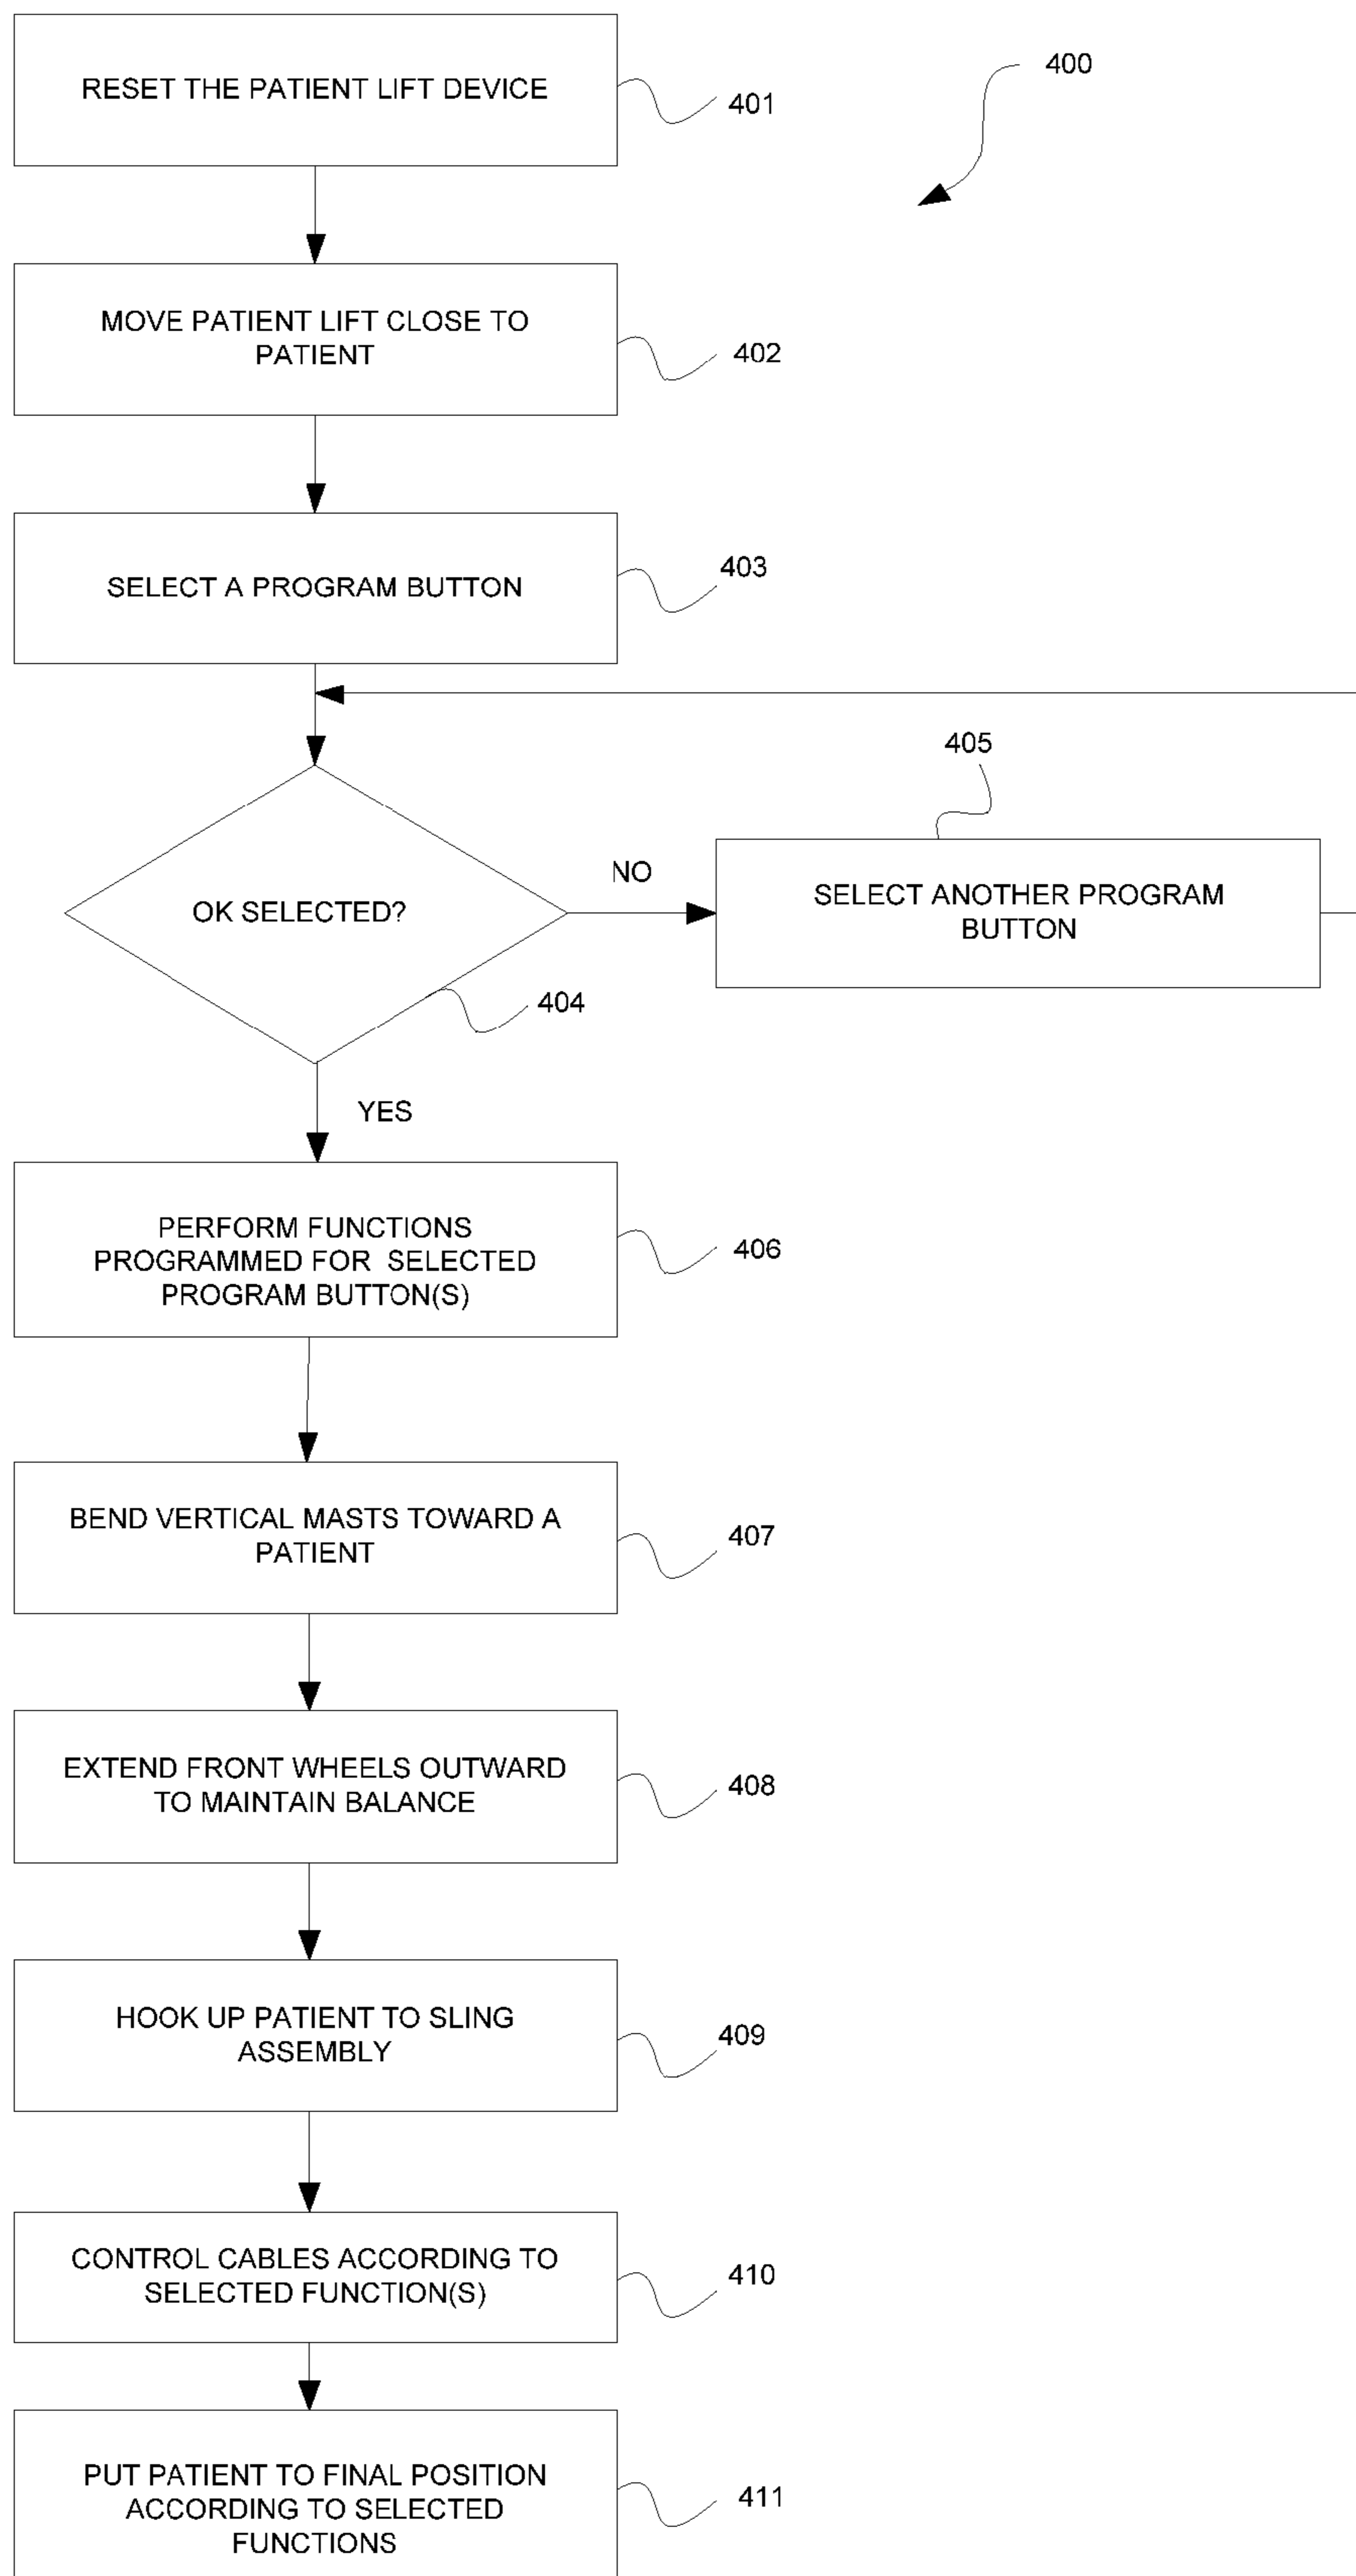 RESET THE PATIENT LIFT DEVICE
401
400
MOVE PATIENT LIFT CLOSE TO
PATIENT
402
SELECT A PROGRAM BUTTON
403
OK SELECTED?
404
NO
405
SELECT ANOTHER PROGRAM
BUTTON
YES
PERFORM FUNCTIONS
PROGRAMMED FOR SELECTED
PROGRAM BUTTON(S)
406
BEND VERTICAL MASTS TOWARD A
PATIENT
407
EXTEND FRONT WHEELS OUTWARD
TO MAINTAIN BALANCE
408
HOOK UP PATIENT TO SLING
ASSEMBLY
409
CONTROL CABLES ACCORDING TO
SELECTED FUNCTION(S)
410
PUT PATIENT TO FINAL POSITION
ACCORDING TO SELECTED
FUNCTIONS
411